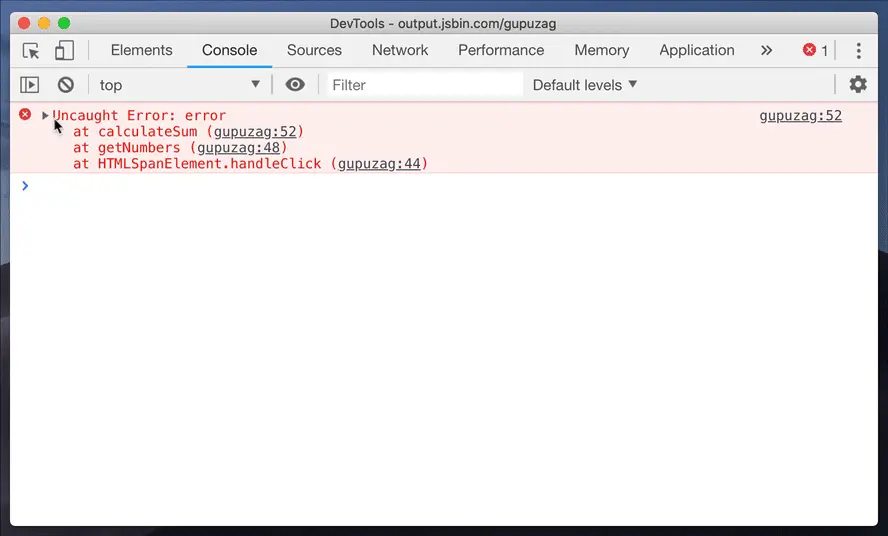 DevTools - output.jsbin.com/gupuzag
Elements Console Sources Network Performance Memory Application » 1
top Filter Default levels
Uncaught Error: error gupuzag:52
at calculateSum (gupuzag:52)
at getNumbers (gupuzag:48)
at HTMLSpanElement.handleClick (gupuzag:44)